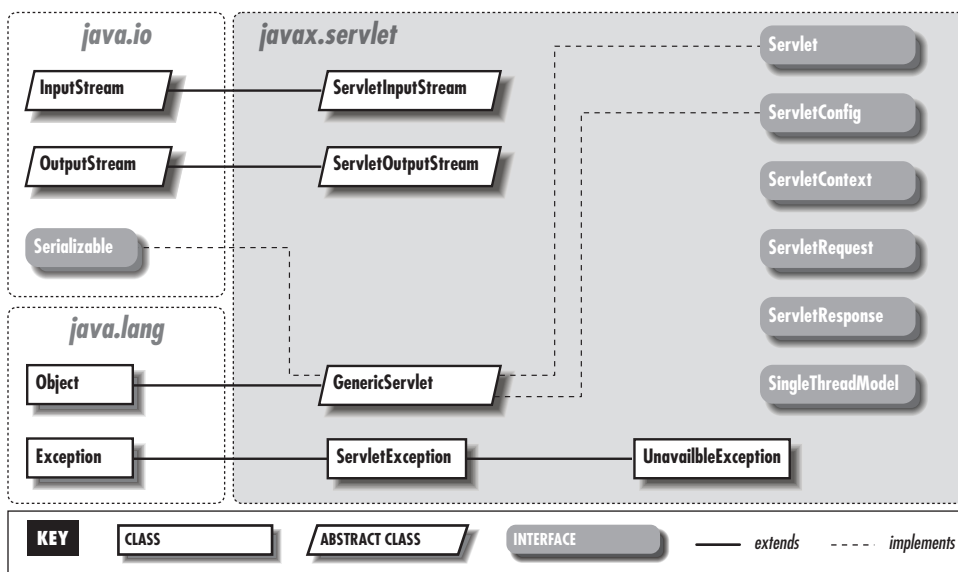 java.io
javax.servlet
Servlet
InputStream
ServletInputStream
ServletConfig
OutputStream
ServletOutputStream
ServletContext
Serializable
ServletRequest
java.lang
ServletResponse
Object
GenericServlet
SingleThreadModel
Exception
ServletException
UnavailbleException
KEY
CLASS
ABSTRACT CLASS
INTERFACE
extends
implements